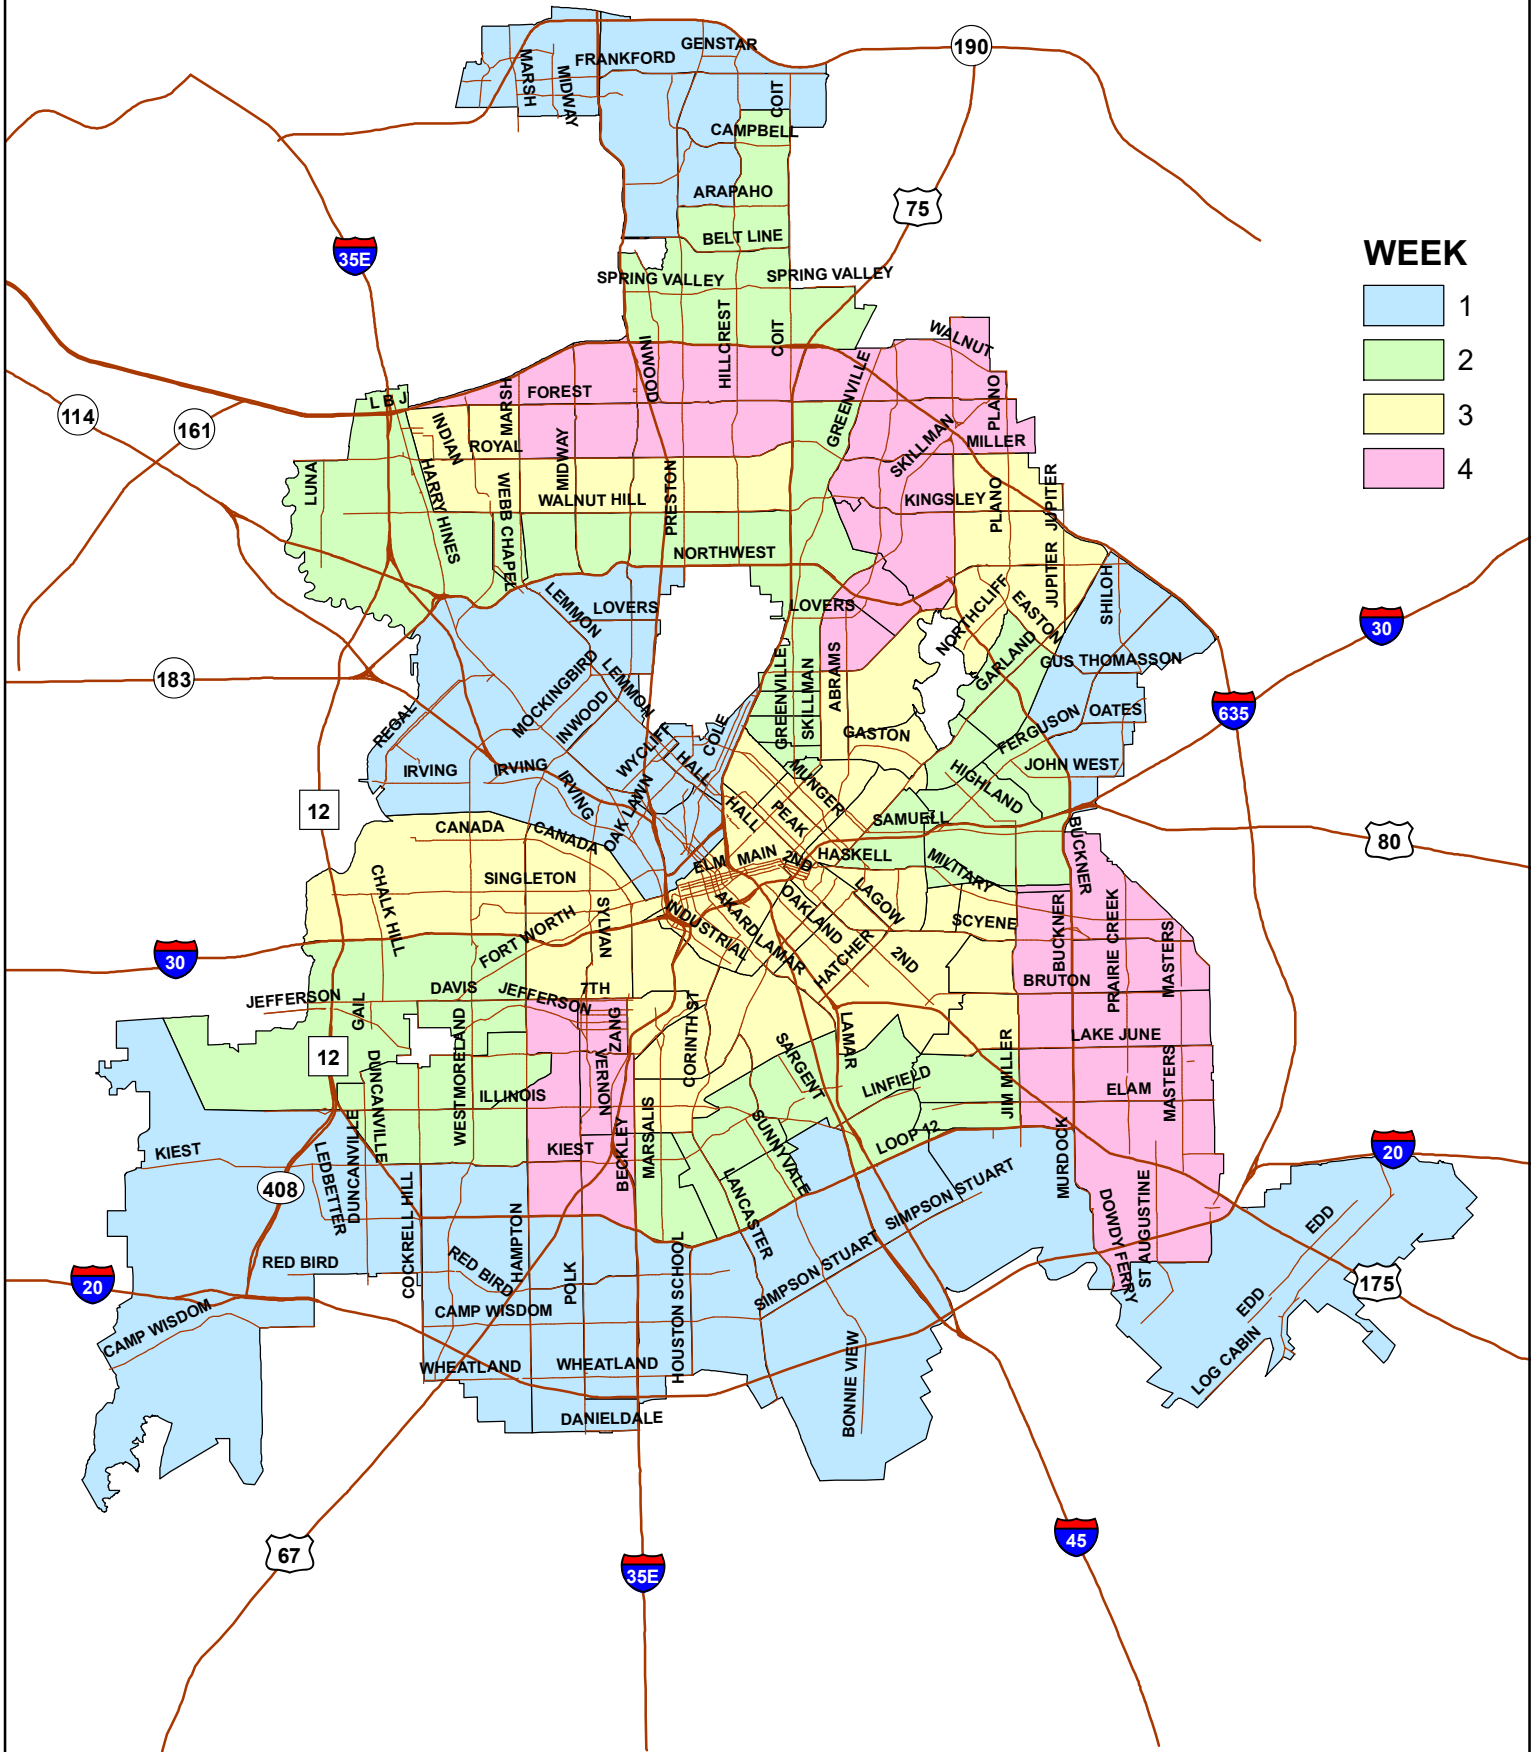 GENSTAR
FRANKFORD
MARSH
MIDWAY
COIT
190
CAMPBELL
ARAPAHO
75
BELT LINE
35E
SPRING VALLEY
SPRING VALLEY
WEEK
1
2
3
4
INWOOD
HILLCREST
COIT
WALNUT
GREENVILLE
L B J
MARSH
FOREST
PLANO
114
161
INDIAN
ROYAL
MIDWAY
SKILLMAN
MILLER
LUNA
HARRY HINES
WEBB CHAPEL
WALNUT HILL
PRESTON
KINGSLEY
PLANO
JUPITER
NORTHWEST
JUPITER
SHILOH
LEMMON
LOVERS
LOVERS
NORTHCLIFF
EASTON
30
183
MOCKINGBIRD
LEMMON
GREENVILLE
SKILLMAN
ABRAMS
GARLAND
GUS THOMASSON
REGAL
INWOOD
WYCLIFF
COLE
GASTON
FERGUSON
OATES
635
IRVING
IRVING
IRVING
HALL
MUNGER
HIGHLAND
JOHN WEST
12
OAK LAWN
HALL
PEAK
SAMUELL
BUCKNER
80
CANADA
CANADA
ELM
MAIN
2ND
HASKELL
MILITARY
CHALK HILL
SINGLETON
LAGOW
SYLVAN
INDUSTRIAL
AKARD
OAKLAND
SCYENE
BUCKNER
PRAIRIE CREEK
MASTERS
30
FORT WORTH
LAMAR
HATCHER
2ND
BRUTON
JEFFERSON
GAIL
DAVIS
JEFFERSON
7TH
ZANG
CORINTH ST
LAMAR
LAKE JUNE
12
DUNCANVILLE
WESTMORELAND
ILLINOIS
VERNON
SARGENT
LINFIELD
JIM MILLER
ELAM
MASTERS
KIEST
LEDBETTER
DUNCANVILLE
KIEST
BECKLEY
MARSALIS
SUNNYVALE
LOOP 12
MURDOCK
20
408
COCKRELL HILL
HAMPTON
LANCASTER
SIMPSON STUART
DOWDY FERRY
ST AUGUSTINE
EDD
RED BIRD
RED BIRD
POLK
HOUSTON SCHOOL
SIMPSON STUART
20
CAMP WISDOM
CAMP WISDOM
EDD
175
WHEATLAND
WHEATLAND
BONNIE VIEW
LOG CABIN
DANIELDALE
67
35E
45